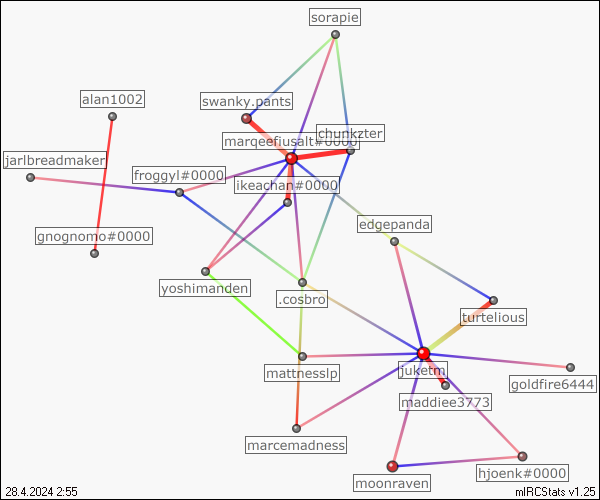 sorapie
alan1002
swanky.pants
chunkzter
marqeefiusalt#0000
jarlbreadmaker
froggyl#0000
ikeachan#0000
edgepanda
gnognomo#0000
yoshimanden
.cosbro
turtelious
mattnesslp
juketm
goldfire6444
maddiee3773
marcemadness
hjoenk#0000
moonraven
28.4.2024 2:55
mIRCStats v1.25